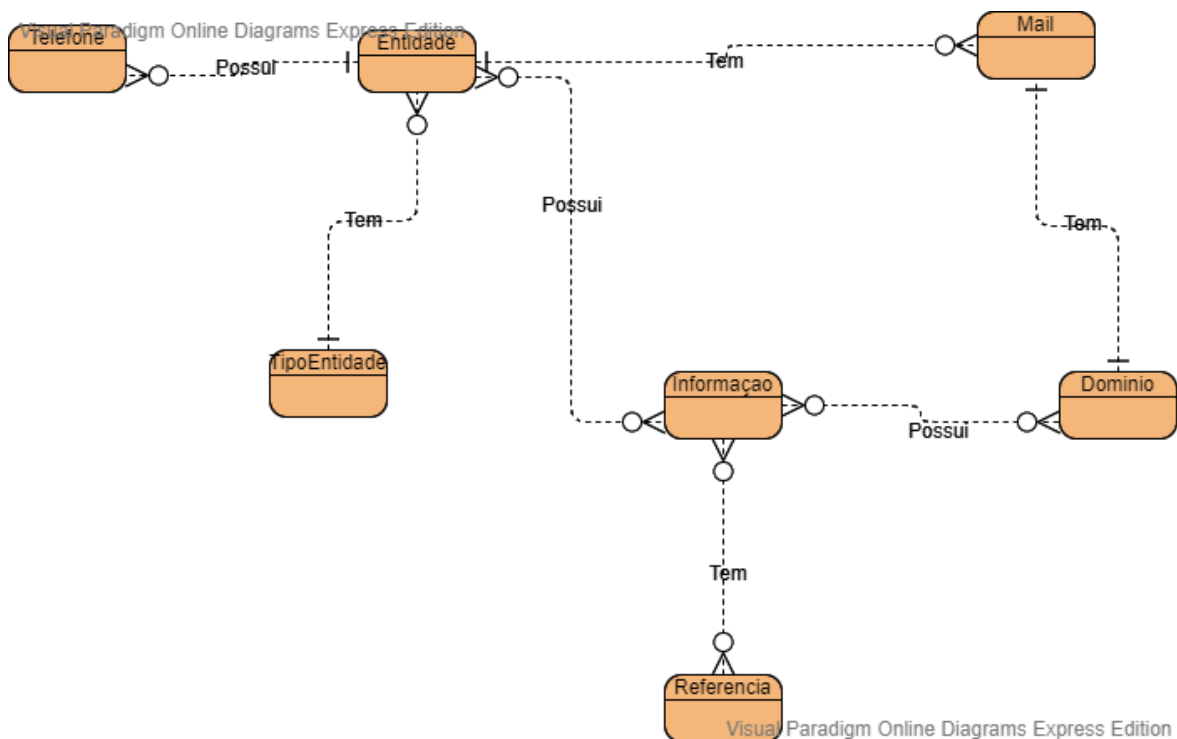 Visual Paradigm Online Diagrams Express Edition
Telefone
Entidade
Mail
Possui
Tem
Possui
Tem
Tem
TipoEntidade
Informaçao
Dominio
Possui
Tem
Referencia
Visual Paradigm Online Diagrams Express Edition